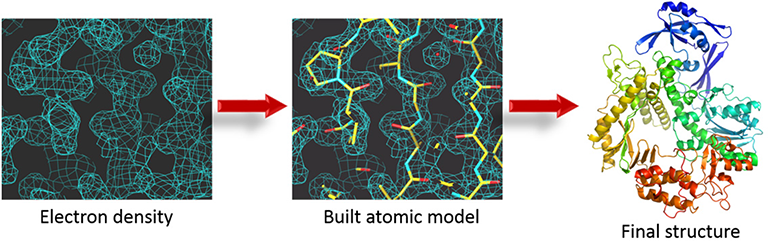 Electron density
Built atomic model
Final structure